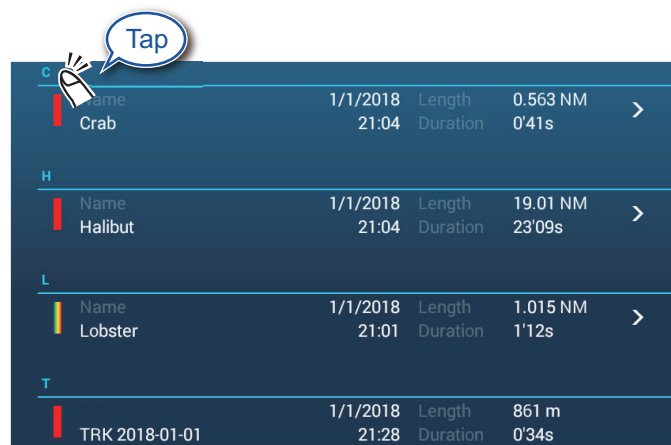 Tap
C
Name 1/1/2018 Length 0.563 NM
Crab 21:04 Duration 0'41s
H
Name 1/1/2018 Length 19.01 NM
Halibut 21:04 Duration 23'09s
L
Name 1/1/2018 Length 1.015 NM
Lobster 21:01 Duration 1'12s
T
1/1/2018 Length 861 m
TRK 2018-01-01 21:28 Duration 0'34s